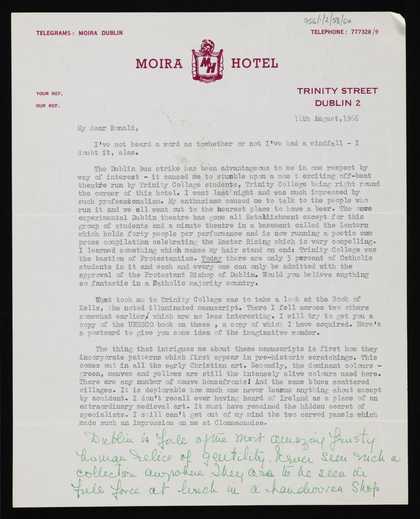 TELEGRAMS: MOIRA DUBLIN
TELEPHONE: 777328/9
MOIRA HOTEL
MH
YOUR REF.
OUR REF.
TRINITY STREET
DUBLIN 2
August, 1966
My dear Ronald,
I've not heard a word as to whether or not I've had a windfall - I
doubt it, alas.
The Dublin bus strike has been advantageous to me in one respect by
way of interest - it caused me to stumble upon a most exciting off-beat
theatre run by Trinity College students, Trinity College being right round
the corner of this hotel. I went last night and was much impressed by
such professionalism. My enthusiasm caused me to talk to the people who
run it and we all went out to the nearest place to have a beer. The
experimental Dublin theatre has gone all Establishment except for this
group of students and a minute theatre in a basement called the Lantern
which holds forty people per performance and is now running a poetic cum
prose compilation celebrating the Easter Rising which is very compelling.
I learned something which makes my hair stand on end: Trinity College was
the bastion of Protestantism. Today there are only 3 percent of Catholic
students in it and each and every one can only be admitted with the
approval of the Protestant Bishop of Dublin. Would you believe anything
so fantastic in a Catholic majority country.
What took me to Trinity College was to take a look at the Book of
Kells, the noted illuminated manuscript. There I fell across two others
somewhat earlier, which are no less interesting. I will try to get you a
copy of the UNESCO book on these , a copy of which I have acquired. Here's
a postcard to give you some idea of the imaginative wonder.
The thing that intrigues me about these manuscripts is first how they
incorporate patterns which first appear in pre-historic scratchings. This
comes out in all the early Christian art. Secondly, the dominant colours -
green, mauven and yellows are still the intensely alive colours used here.
There are any number of mauve housefronts! And the same hues scattered
villages. It is deplorable how much one never learns anything about except
by accident. I don't recall ever having heard of Ireland as a place of an
extraordinary medieval art. It must have remained the hidden secret of
specialists. I still can't get out of my mind the two carved panels which
made such an impression on me at Clonmacnoise.
Dublin is full of the most amazing frusty
human relics of gentility, never seen such a
collection anywhere. They are to be seen in
full force at lunch in a handwoven shop